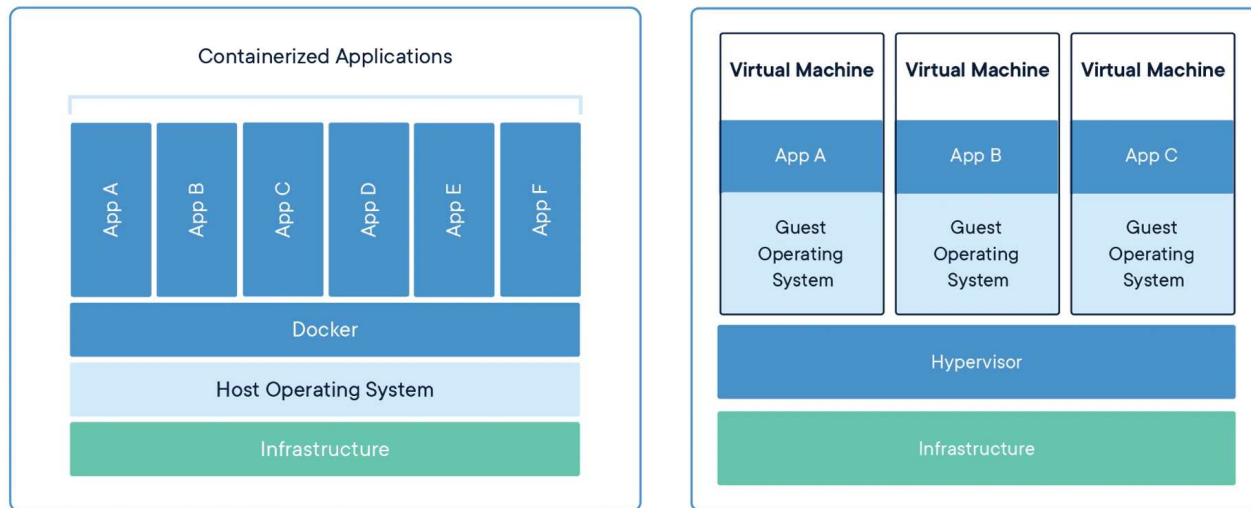 Containerized Applications
App A
App B
App C
App D
App E
App F
Docker
Host Operating System
Infrastructure
Virtual Machine
App A
Guest
Operating
System
Virtual Machine
App B
Guest
Operating
System
Virtual Machine
App C
Guest
Operating
System
Hypervisor
Infrastructure